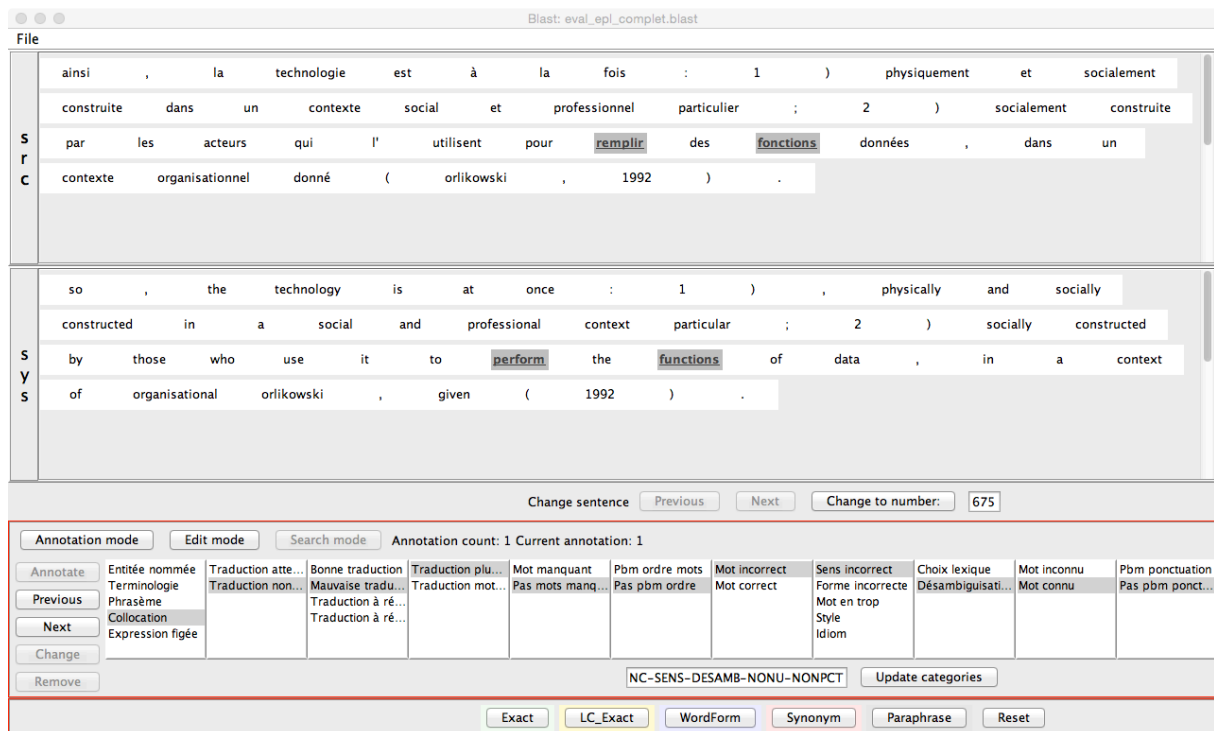 Blast: eval_epl_complet.blast
File
src
ainsi , la technologie est à la fois : 1 ) physiquement et socialement
construite dans un contexte social et professionnel particulier ; 2 ) socialement construite
par les acteurs qui l' utilisent pour remplir des fonctions données , dans un
contexte organisationnel donné ( orlikowski , 1992 ) .
sys
so , the technology is at once : 1 ) , physically and socially
constructed in a social and professional context particular ; 2 ) socially constructed
by those who use it to perform the functions of data , in a context
of organisational orlikowski , given ( 1992 ) .
Change sentence Previous Next Change to number: 675
Annotation mode Edit mode Search mode Annotation count: 1 Current annotation: 1
Annotate Previous Next Change Remove
Entitée nommée Traduction atte... Bonne traduction Traduction plu... Mot manquant Pbm ordre mots Mot incorrect Sens incorrect Choix lexique Mot inconnu Pbm ponctuation
Terminologie Traduction non... Mauvaise tradu... Traduction mot... Pas mots manq... Pas pbm ordre Mot correct Forme incorrecte Désambiguisati... Mot connu Pas pbm ponct...
Phrasème Traduction à ré... Mot en trop
Collocation Traduction à ré... Style
Expression figée Idiom
NC-SENS-DESAMB-NONU-NONPCT Update categories
Exact LC_Exact WordForm Synonym Paraphrase Reset